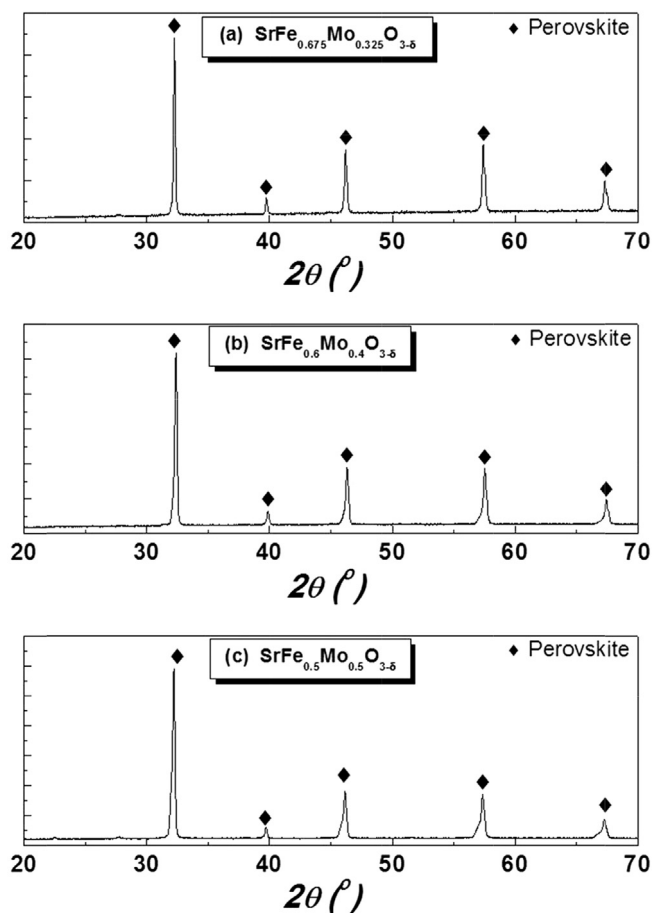 (a) SrFe0.675Mo0.325O3-δ
◆ Perovskite
20 30 40 50 60 70
2θ (º)
(b) SrFe0.6Mo0.4O3-δ
◆ Perovskite
20 30 40 50 60 70
2θ (º)
(c) SrFe0.5Mo0.5O3-δ
◆ Perovskite
20 30 40 50 60 70
2θ (º)